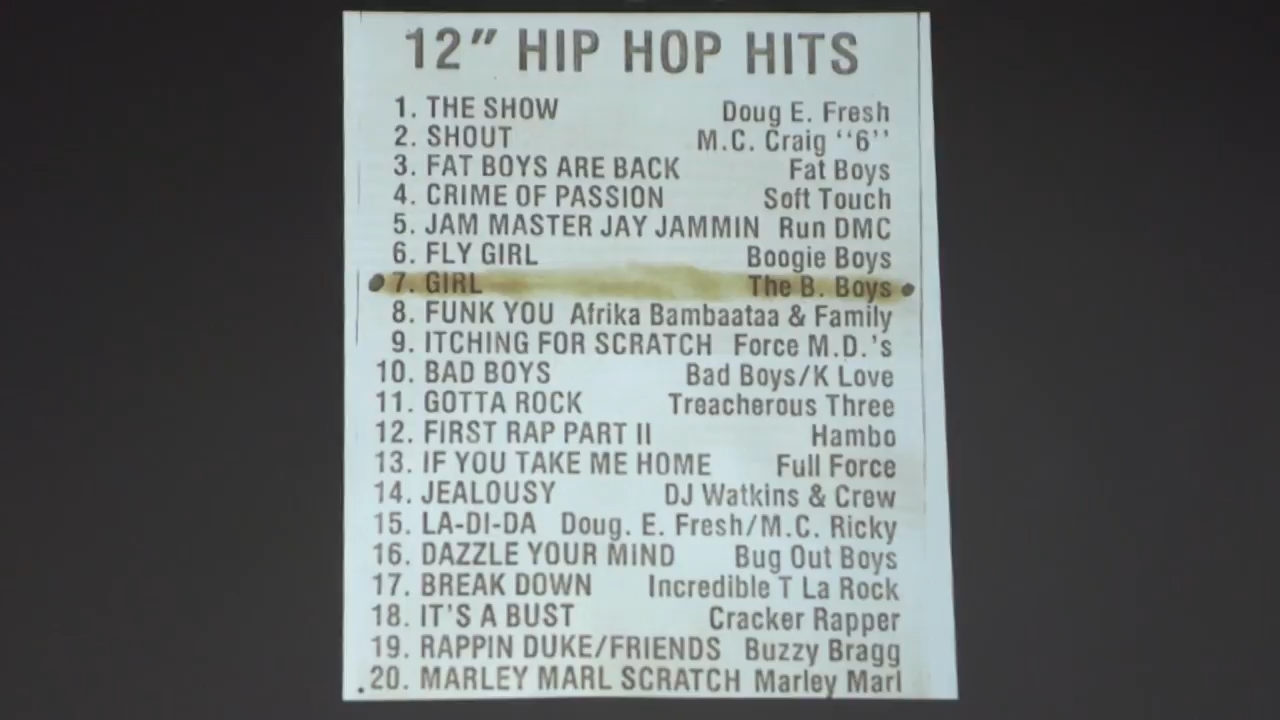 12" HIP HOP HITS
1. THE SHOW Doug E. Fresh
2. SHOUT M.C. Craig ‘‘6’’
3. FAT BOYS ARE BACK Fat Boys
4. CRIME OF PASSION Soft Touch
5. JAM MASTER JAY JAMMIN Run DMC
6. FLY GIRL Boogie Boys
7. GIRL The B. Boys
8. FUNK YOU Afrika Bambaataa & Family
9. ITCHING FOR SCRATCH Force M.D.'s
10. BAD BOYS Bad Boys/K Love
11. GOTTA ROCK Treacherous Three
12. FIRST RAP PART II Hambo
13. IF YOU TAKE ME HOME Full Force
14. JEALOUSY DJ Watkins & Crew
15. LA-DI-DA Doug. E. Fresh/M.C. Ricky
16. DAZZLE YOUR MIND Bug Out Boys
17. BREAK DOWN Incredible T La Rock
18. IT'S A BUST Cracker Rapper
19. RAPPIN DUKE/FRIENDS Buzzy Bragg
20. MARLEY MARL SCRATCH Marley Marl